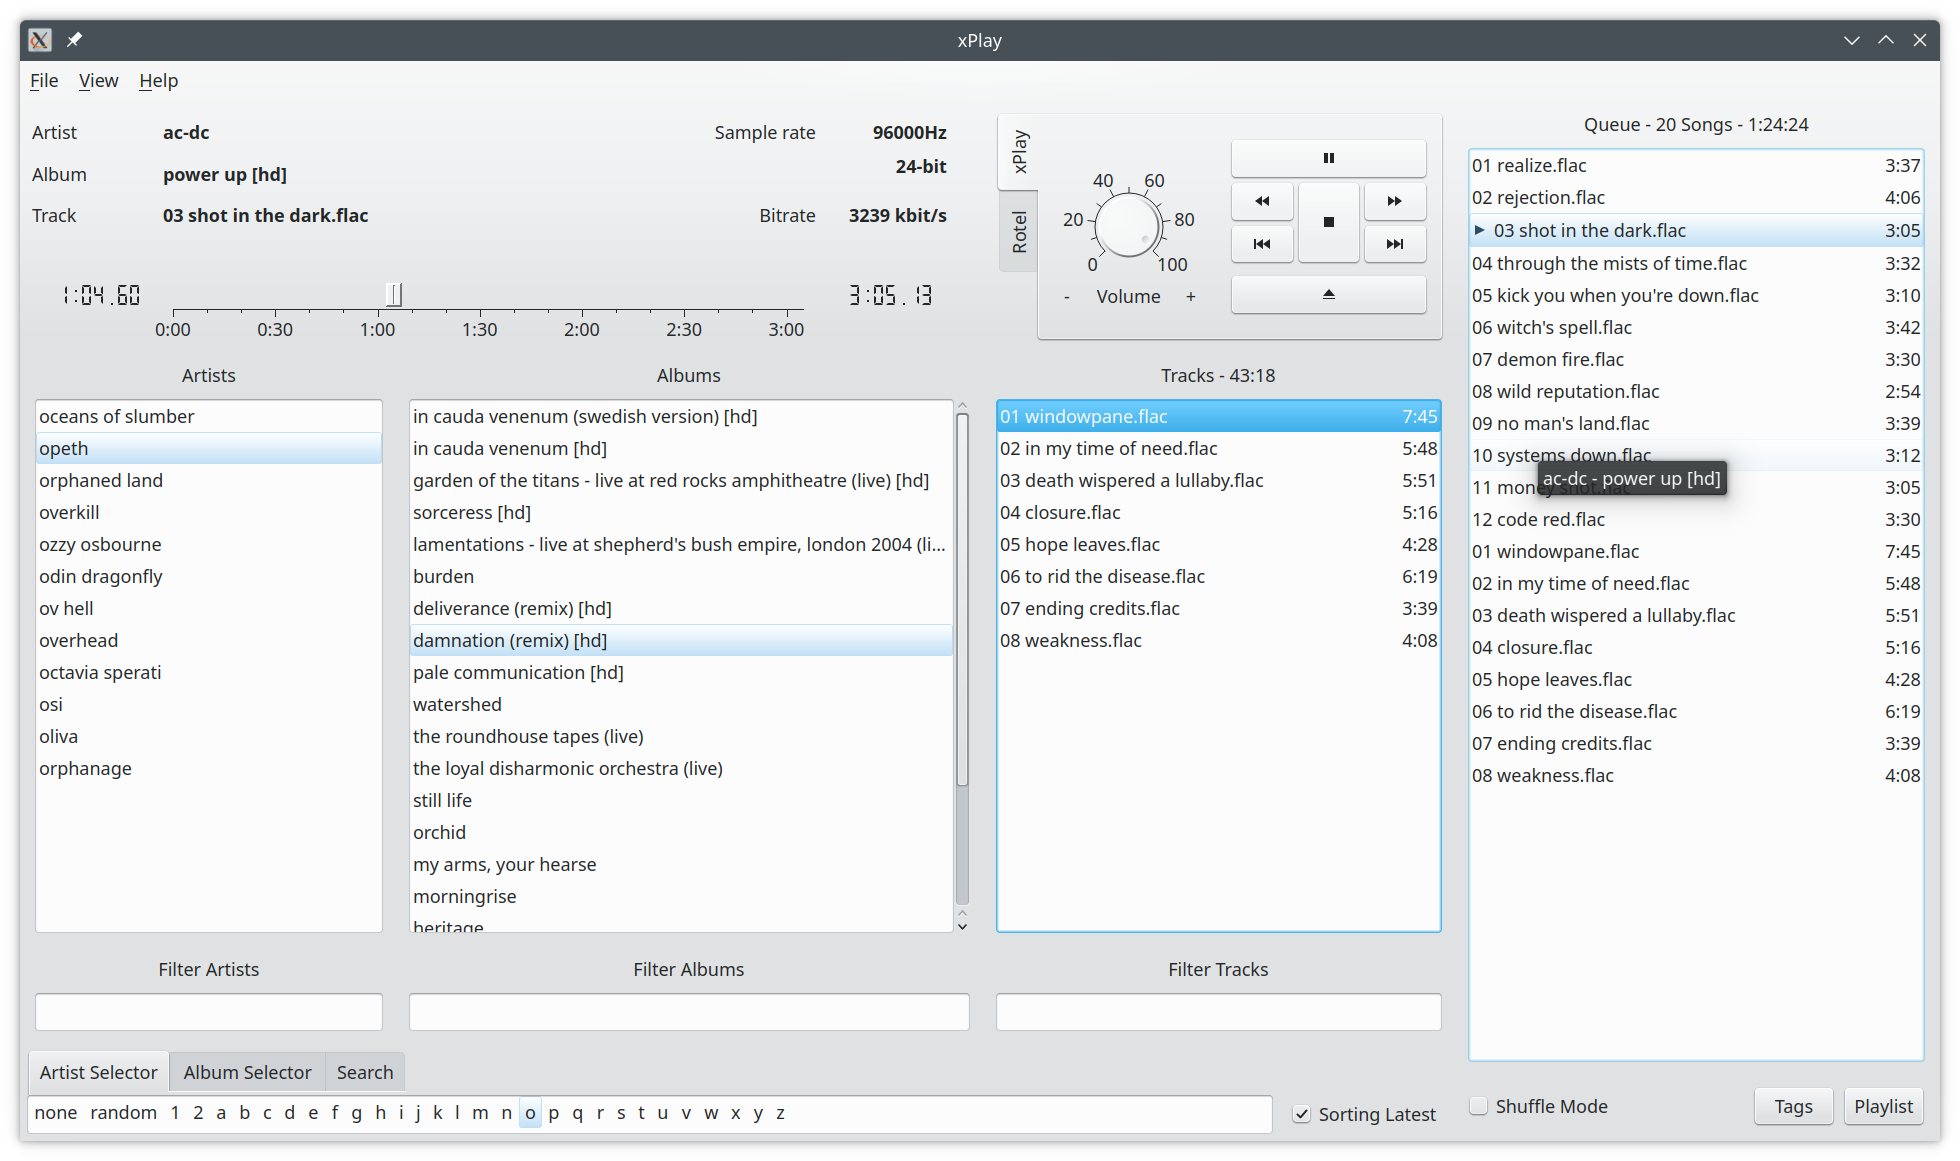 xPlay
File View Help
Artist ac-dc
Album power up [hd]
Track 03 shot in the dark.flac
Sample rate 96000Hz
24-bit
Bitrate 3239 kbit/s
1:04.60
3:05.13
0:00 0:30 1:00 1:30 2:00 2:30 3:00
xPlay
Rotel
40 60
20 80
0 100
- Volume +
Artists
oceans of slumber
opeth
orphaned land
overkill
ozzy osbourne
odin dragonfly
ov hell
overhead
octavia sperati
osi
oliva
orphanage
Albums
in cauda venenum (swedish version) [hd]
in cauda venenum [hd]
garden of the titans - live at red rocks amphitheatre (live) [hd]
sorceress [hd]
lamentations - live at shepherd's bush empire, london 2004 (li...
burden
deliverance (remix) [hd]
damnation (remix) [hd]
pale communication [hd]
watershed
the roundhouse tapes (live)
the loyal disharmonic orchestra (live)
still life
orchid
my arms, your hearse
morningrise
heritage
Tracks - 43:18
01 windowpane.flac 7:45
02 in my time of need.flac 5:48
03 death wispered a lullaby.flac 5:51
04 closure.flac 5:16
05 hope leaves.flac 4:28
06 to rid the disease.flac 6:19
07 ending credits.flac 3:39
08 weakness.flac 4:08
Queue - 20 Songs - 1:24:24
01 realize.flac 3:37
02 rejection.flac 4:06
03 shot in the dark.flac 3:05
04 through the mists of time.flac 3:32
05 kick you when you're down.flac 3:10
06 witch's spell.flac 3:42
07 demon fire.flac 3:30
08 wild reputation.flac 2:54
09 no man's land.flac 3:39
10 systems down.flac 3:12
ac-dc - power up [hd]
11 money shot.flac 3:05
12 code red.flac 3:30
01 windowpane.flac 7:45
02 in my time of need.flac 5:48
03 death wispered a lullaby.flac 5:51
04 closure.flac 5:16
05 hope leaves.flac 4:28
06 to rid the disease.flac 6:19
07 ending credits.flac 3:39
08 weakness.flac 4:08
Filter Artists
Filter Albums
Filter Tracks
Artist Selector Album Selector Search
none random 1 2 a b c d e f g h i j k l m n o p q r s t u v w x y z
Sorting Latest
Shuffle Mode
Tags
Playlist